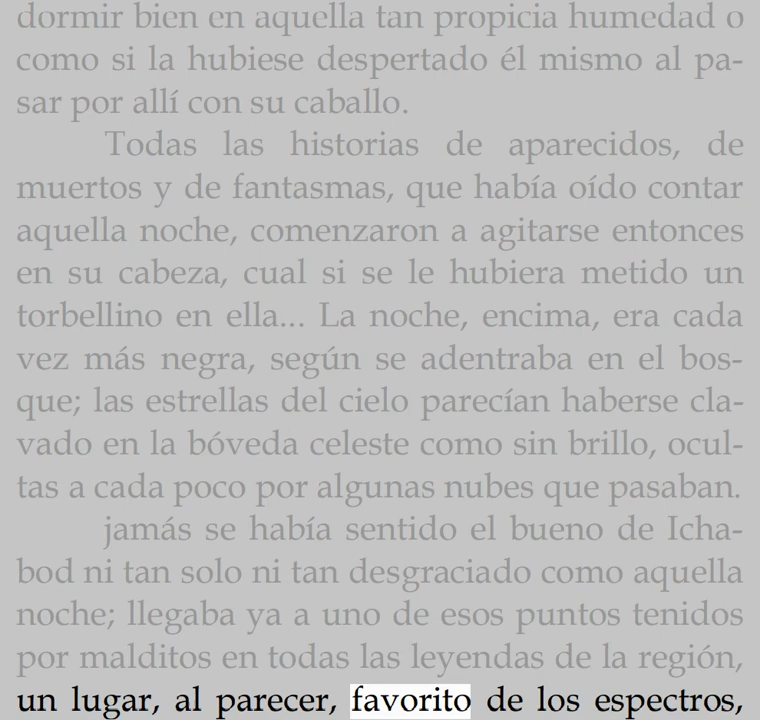 dormir bien en aquella tan propicia humedad o
como si la hubiese despertado él mismo al pa-
sar por allí con su caballo.
Todas las historias de aparecidos, de
muertos y de fantasmas, que había oído contar
aquella noche, comenzaron a agitarse entonces
en su cabeza, cual si se le hubiera metido un
torbellino en ella... La noche, encima, era cada
vez más negra, según se adentraba en el bos-
que; las estrellas del cielo parecían haberse cla-
vado en la bóveda celeste como sin brillo, ocul-
tas a cada poco por algunas nubes que pasaban.
jamás se había sentido el bueno de Icha-
bod ni tan solo ni tan desgraciado como aquella
noche; llegaba ya a uno de esos puntos tenidos
por malditos en todas las leyendas de la región,
un lugar, al parecer, favorito de los espectros,